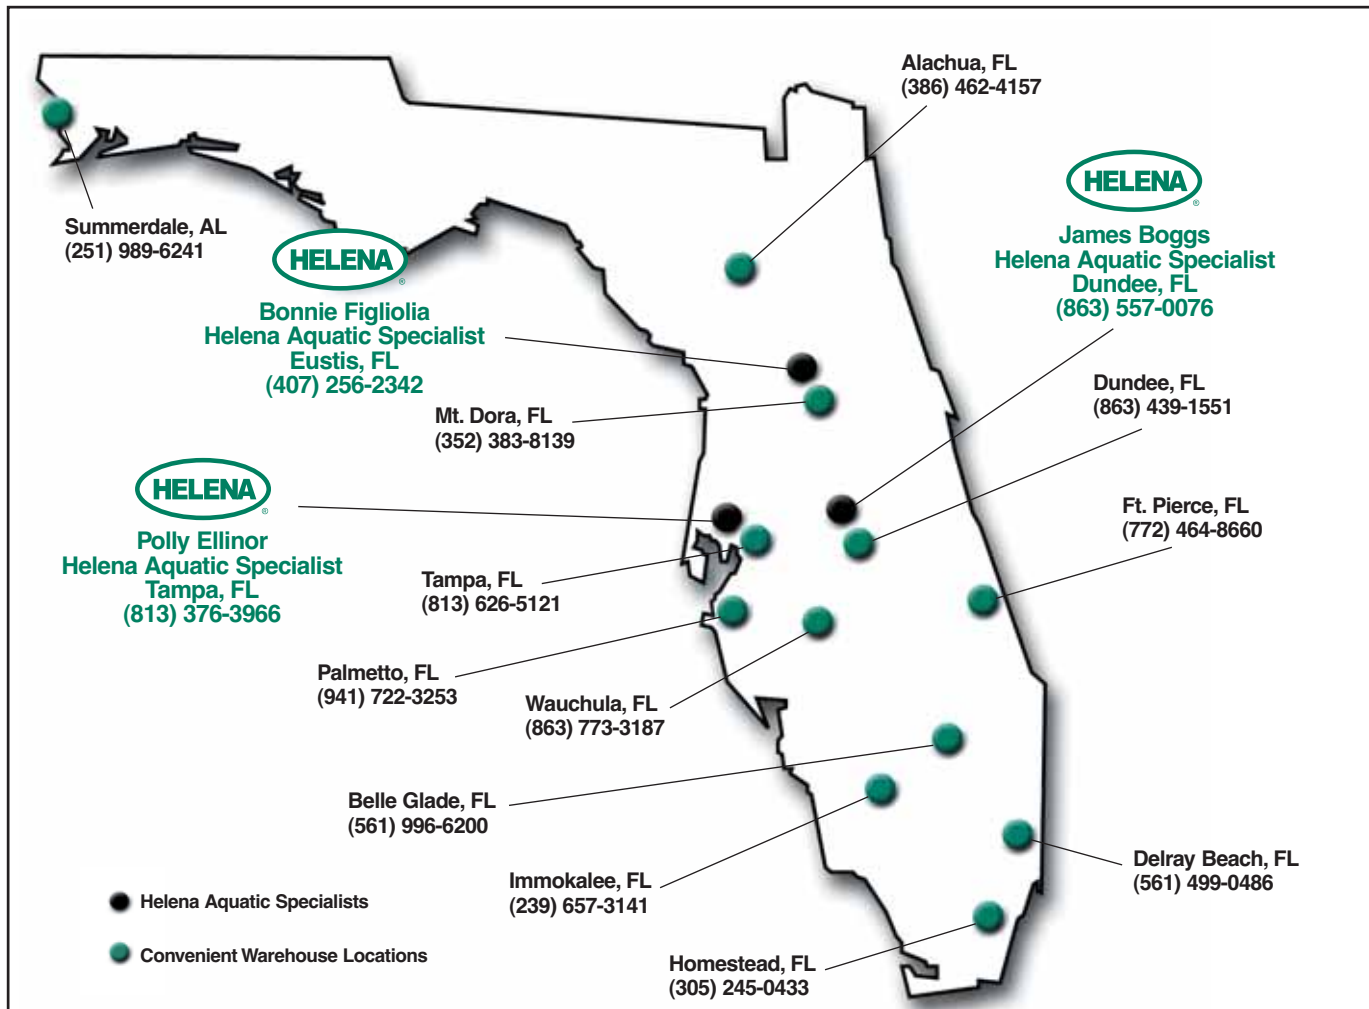 Alachua, FL
(386) 462-4157
HELENA
®
James Boggs
Helena Aquatic Specialist
Dundee, FL
(863) 557-0076
Summerdale, AL
(251) 989-6241
HELENA
®
Bonnie Figliolia
Helena Aquatic Specialist
Eustis, FL
(407) 256-2342
Dundee, FL
(863) 439-1551
Mt. Dora, FL
(352) 383-8139
HELENA
®
Polly Ellinor
Helena Aquatic Specialist
Tampa, FL
(813) 376-3966
Ft. Pierce, FL
(772) 464-8660
Tampa, FL
(813) 626-5121
Palmetto, FL
(941) 722-3253
Wauchula, FL
(863) 773-3187
Belle Glade, FL
(561) 996-6200
Delray Beach, FL
(561) 499-0486
Immokalee, FL
(239) 657-3141
Homestead, FL
(305) 245-0433
Helena Aquatic Specialists
Convenient Warehouse Locations